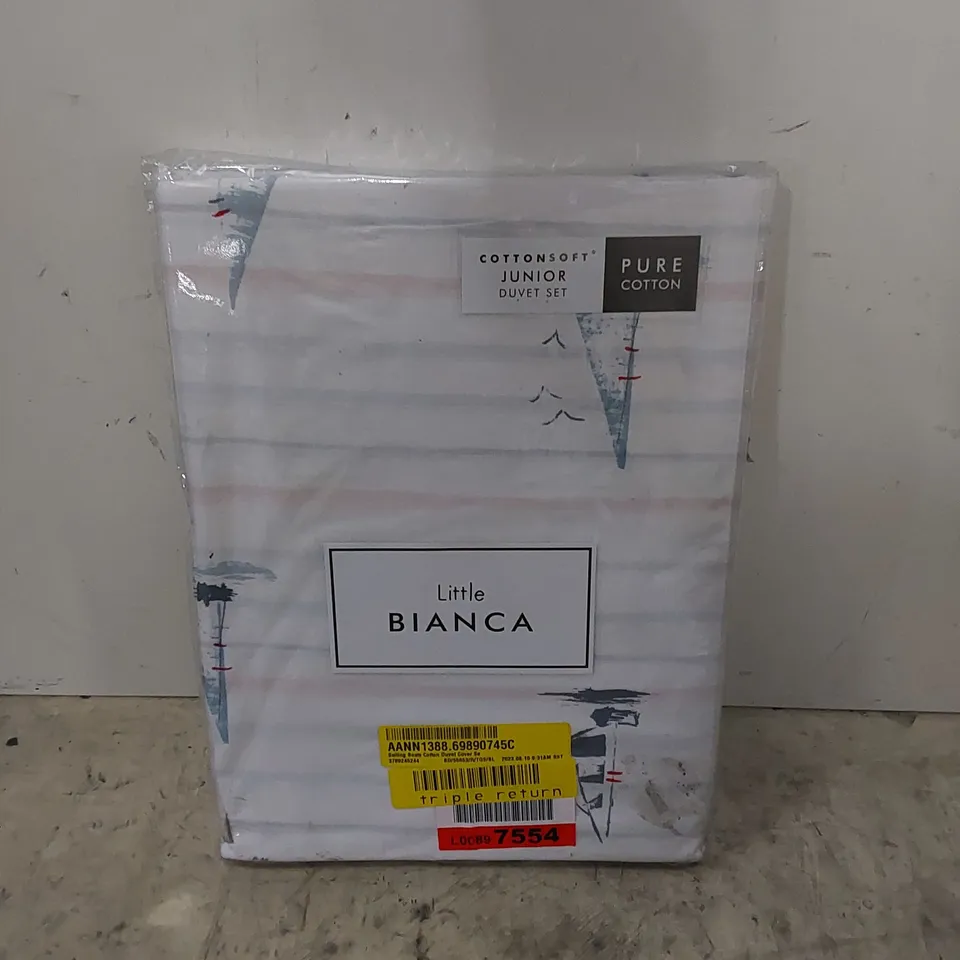 COTTONSOFT®
JUNIOR
DUVET SET
PURE
COTTON
Little
BIANCA
AANN1388.69890745C
Sailing Boats Cotton Duvet Cover Se
triple return
7554